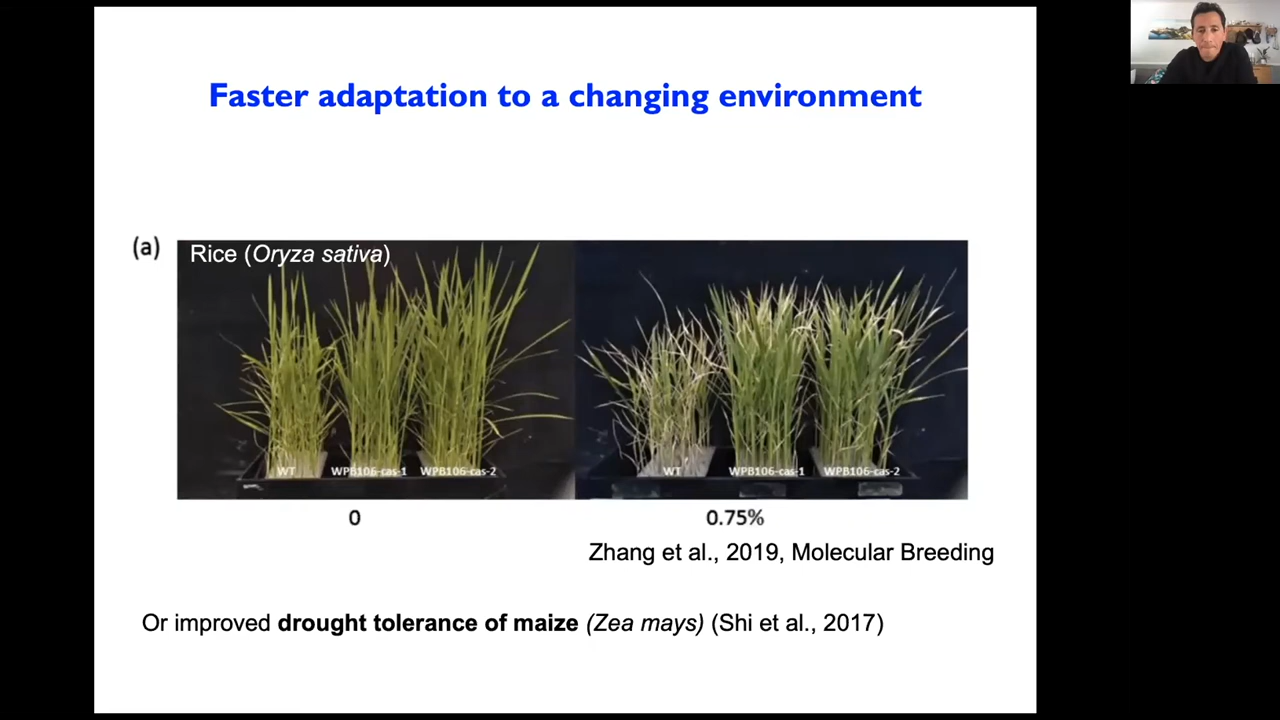 Faster adaptation to a changing environment
(a)
Rice (Oryza sativa)
WT WPB106-cas-1 WPB106-cas-2
WT WPB106-cas-1 WPB106-cas-2
0
0.75%
Zhang et al., 2019, Molecular Breeding
Or improved drought tolerance of maize (Zea mays) (Shi et al., 2017)